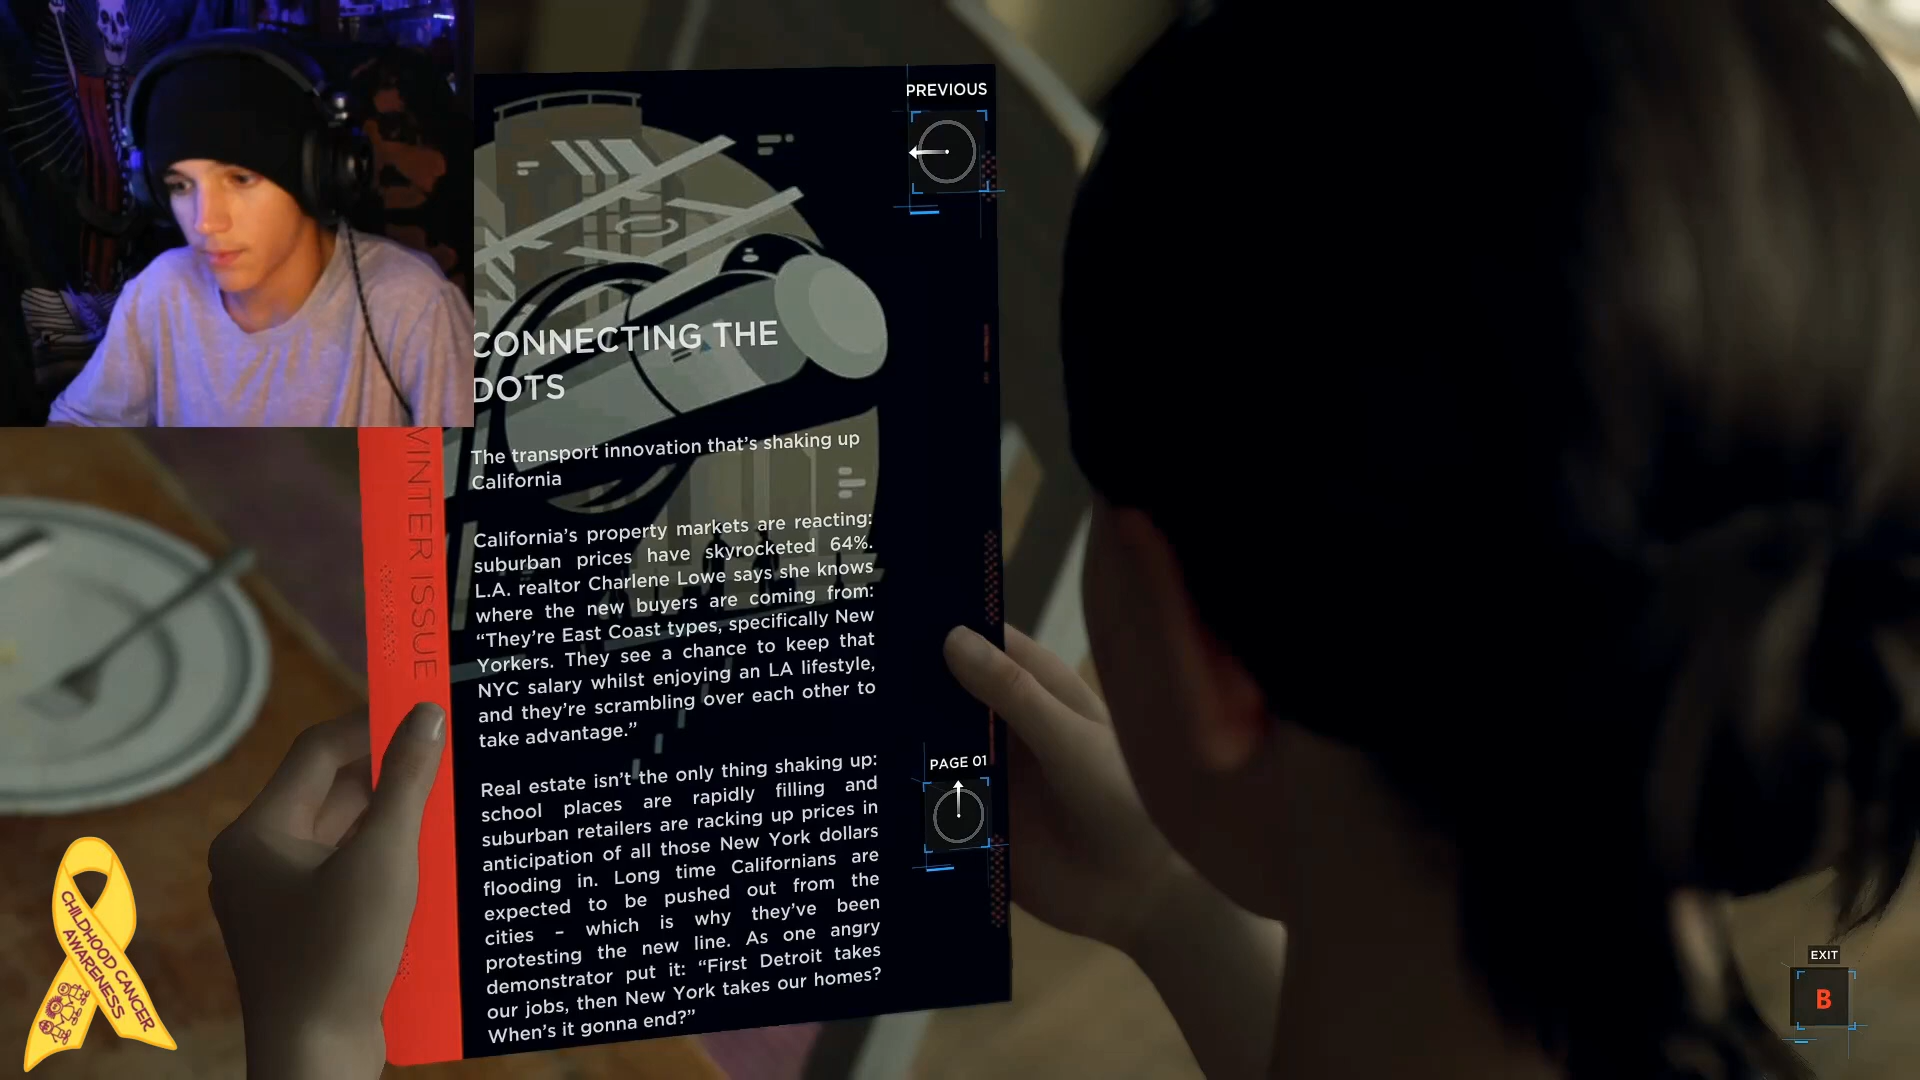 PREVIOUS
CONNECTING THE
DOTS
The transport innovation that's shaking up
California
California's property markets are reacting:
suburban prices have skyrocketed 64%.
L.A. realtor Charlene Lowe says she knows
where the new buyers are coming from:
“They're East Coast types, specifically New
Yorkers. They see a chance to keep that
NYC salary whilst enjoying an LA lifestyle,
and they're scrambling over each other to
take advantage.”
Real estate isn't the only thing shaking up:
school places are rapidly filling and
suburban retailers are racking up prices in
anticipation of all those New York dollars
flooding in. Long time Californians are
expected to be pushed out from the
cities – which is why they've been
protesting the new line. As one angry
demonstrator put it: “First Detroit takes
our jobs, then New York takes our homes?
When's it gonna end?”
WINTER ISSUE
PAGE 01
CHILDHOOD CANCER
AWARENESS
EXIT
B